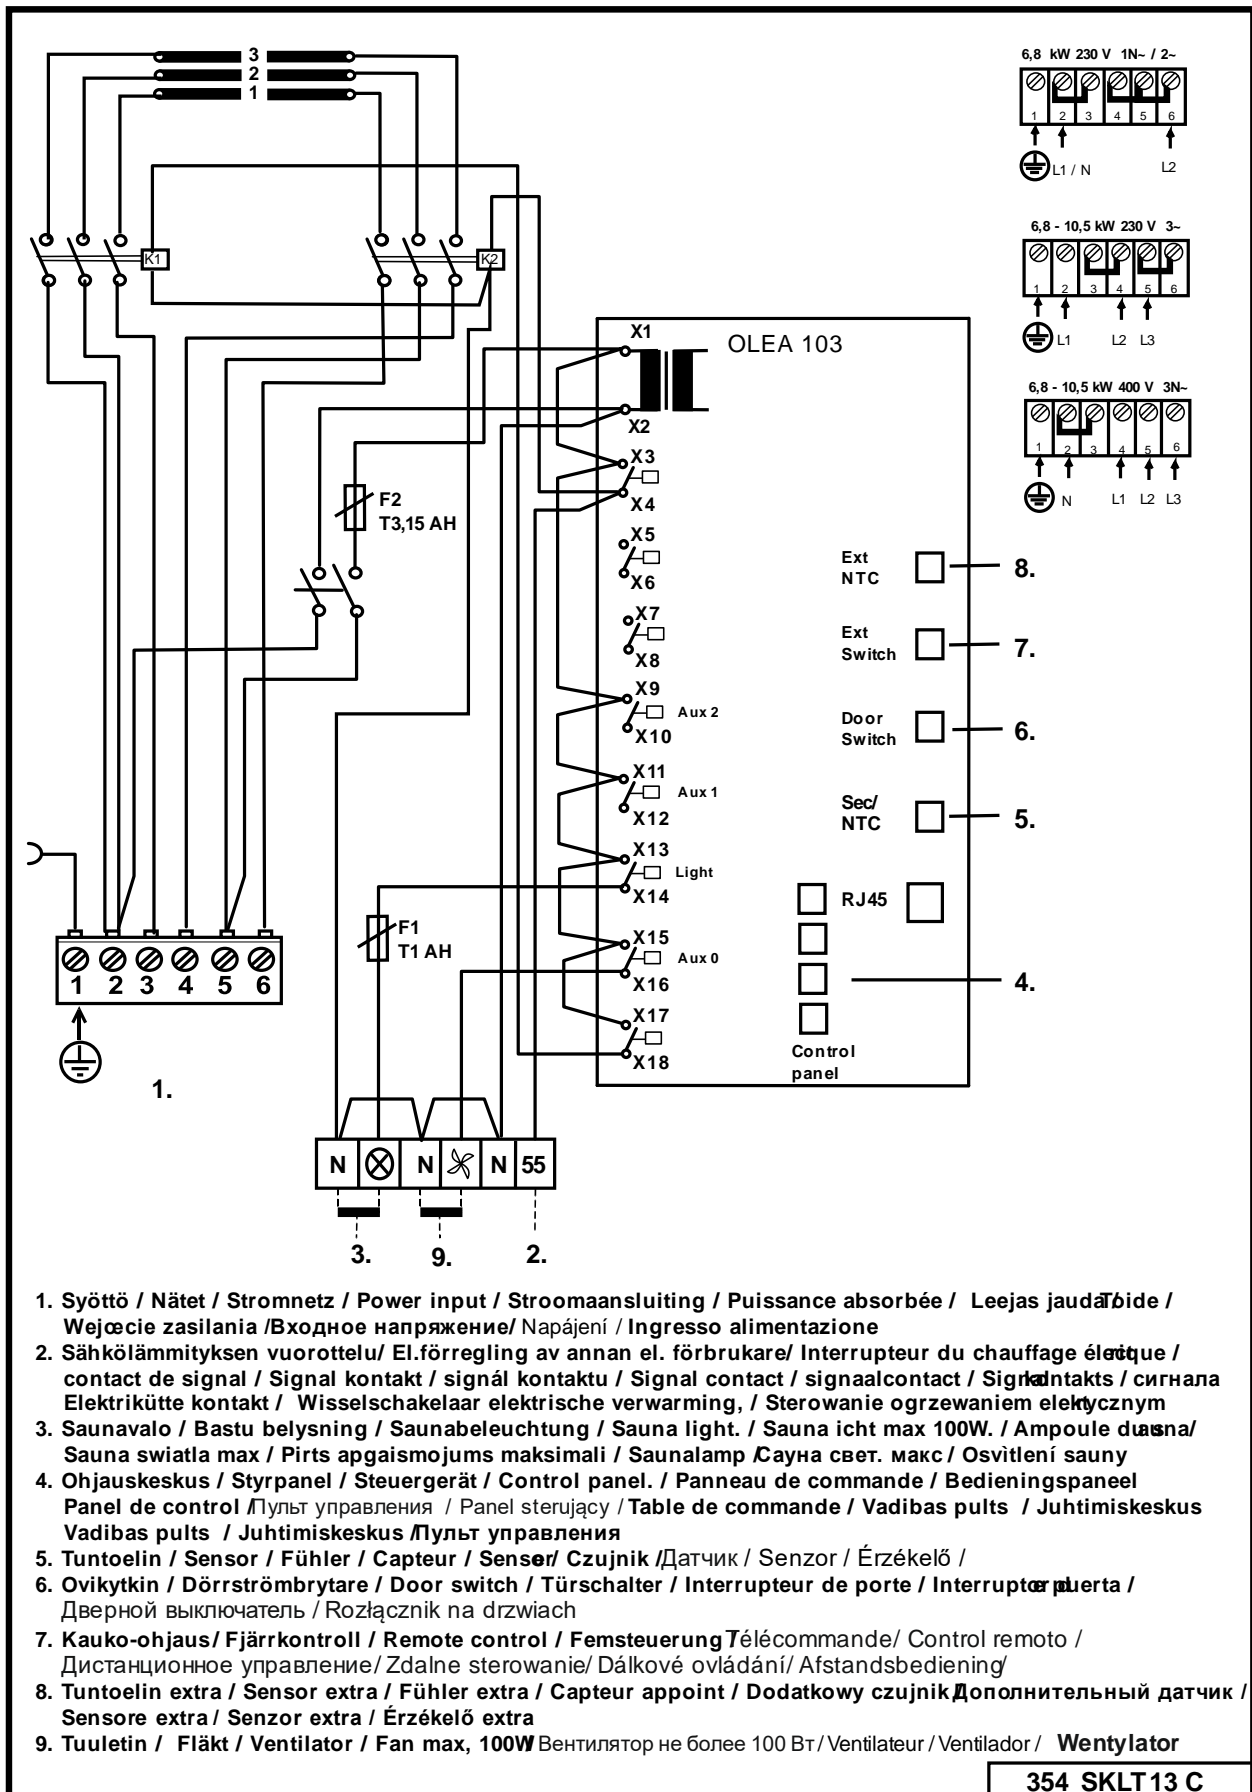 3
2
1
6,8 kW 230 V 1N~ / 2~
1 2 3 4 5 6
L1 / N L2
K1 K2
6,8 - 10,5 kW 230 V 3~
1 2 3 4 5 6
L1 L2 L3
6,8 - 10,5 kW 400 V 3N~
1 2 3 4 5 6
N L1 L2 L3
OLEA 103
X1
X2
X3
X4
X5
X6
X7
X8
X9
Aux 2
X10
X11
Aux 1
X12
X13
Light
X14
X15
Aux 0
X16
X17
X18
F2
T3,15 AH
F1
T1 AH
Ext
NTC
8.
Ext
Switch
7.
Door
Switch
6.
Sec/
NTC
5.
RJ45
4.
Control
panel
1 2 3 4 5 6
1.
N N N 55
3. 9. 2.
1. Syöttö / Nätet / Stromnetz / Power input / Stroomaansluiting / Puissance absorbée / Leejas jauda/Toide /
Wejœcie zasilania /Входное напряжение/ Napájení / Ingresso alimentazione
2. Sähkölämmityksen vuorottelu/ El.förregling av annan el. förbrukare/ Interrupteur du chauffage électrique /
contact de signal / Signal kontakt / signál kontaktu / Signal contact / signaalcontact / Signalkontakts / сигнала
Elektrikütte kontakt / Wisselschakelaar elektrische verwarming, / Sterowanie ogrzewaniem elektycznym
3. Saunavalo / Bastu belysning / Saunabeleuchtung / Sauna light. / Sauna icht max 100W. / Ampoule du sauna/
Sauna swiatla max / Pirts apgaismojums maksimali / Saunalamp /Сауна свет. макс / Osvìtlení sauny
4. Ohjauskeskus / Styrpanel / Steuergerät / Control panel. / Panneau de commande / Bedieningspaneel
Panel de control /Пульт управления / Panel sterujący / Table de commande / Vadibas pults / Juhtimiskeskus
Vadibas pults / Juhtimiskeskus /Пульт управления
5. Tuntoelin / Sensor / Fühler / Capteur / Sensor/ Czujnik /Датчик / Senzor / Érzékelő /
6. Ovikytkin / Dörrströmbrytare / Door switch / Türschalter / Interrupteur de porte / Interruptor puerta /
Дверной выключатель / Rozłącznik na drzwiach
7. Kauko-ohjaus/ Fjärrkontroll / Remote control / Femsteuerung /Télécommande/ Control remoto /
Дистанционное управление/ Zdalne sterowanie/ Dálkové ovládání/ Afstandsbediening/
8. Tuntoelin extra / Sensor extra / Fühler extra / Capteur appoint / Dodatkowy czujnik/Дополнительный датчик /
Sensore extra / Senzor extra / Érzékelő extra
9. Tuuletin / Fläkt / Ventilator / Fan max, 100W/ Вентилятор не более 100 Вт / Ventilateur / Ventilador / Wentylator
354 SKLT 13 C